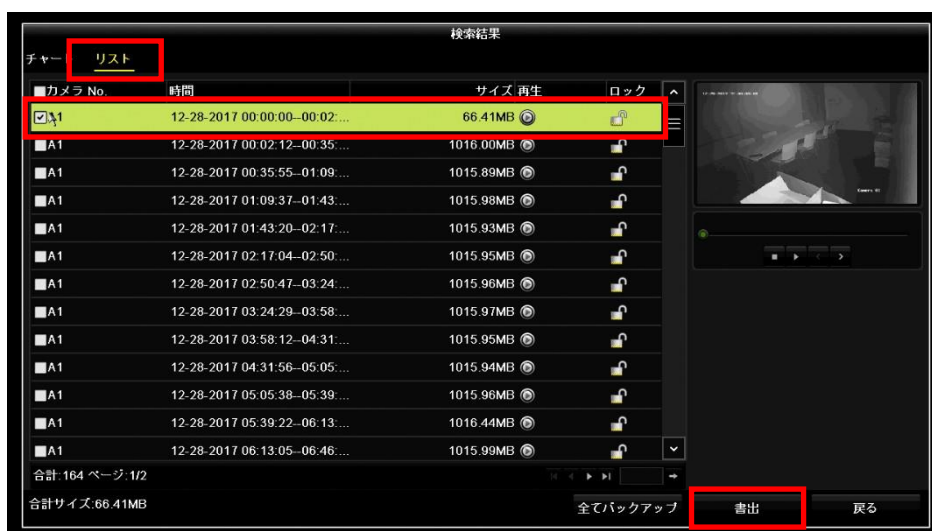 検索結果
チャー
リスト
カメラ No. 時間 サイズ 再生 ロック
A1 12-28-2017 00:00:00--00:02:... 66.41MB
A1 12-28-2017 00:02:12--00:35:... 1016.00MB
A1 12-28-2017 00:35:55--01:09:... 1015.89MB
A1 12-28-2017 01:09:37--01:43:... 1015.98MB
A1 12-28-2017 01:43:20--02:17:... 1015.93MB
A1 12-28-2017 02:17:04--02:50:... 1015.95MB
A1 12-28-2017 02:50:47--03:24:... 1015.96MB
A1 12-28-2017 03:24:29--03:58:... 1015.97MB
A1 12-28-2017 03:58:12--04:31:... 1015.95MB
A1 12-28-2017 04:31:56--05:05:... 1015.94MB
A1 12-28-2017 05:05:38--05:39:... 1015.96MB
A1 12-28-2017 05:39:22--06:13:... 1016.44MB
A1 12-28-2017 06:13:05--06:46:... 1015.99MB
Camera 01
合計:164 ページ:1/2
合計サイズ:66.41MB
全てバックアップ 書出 戻る